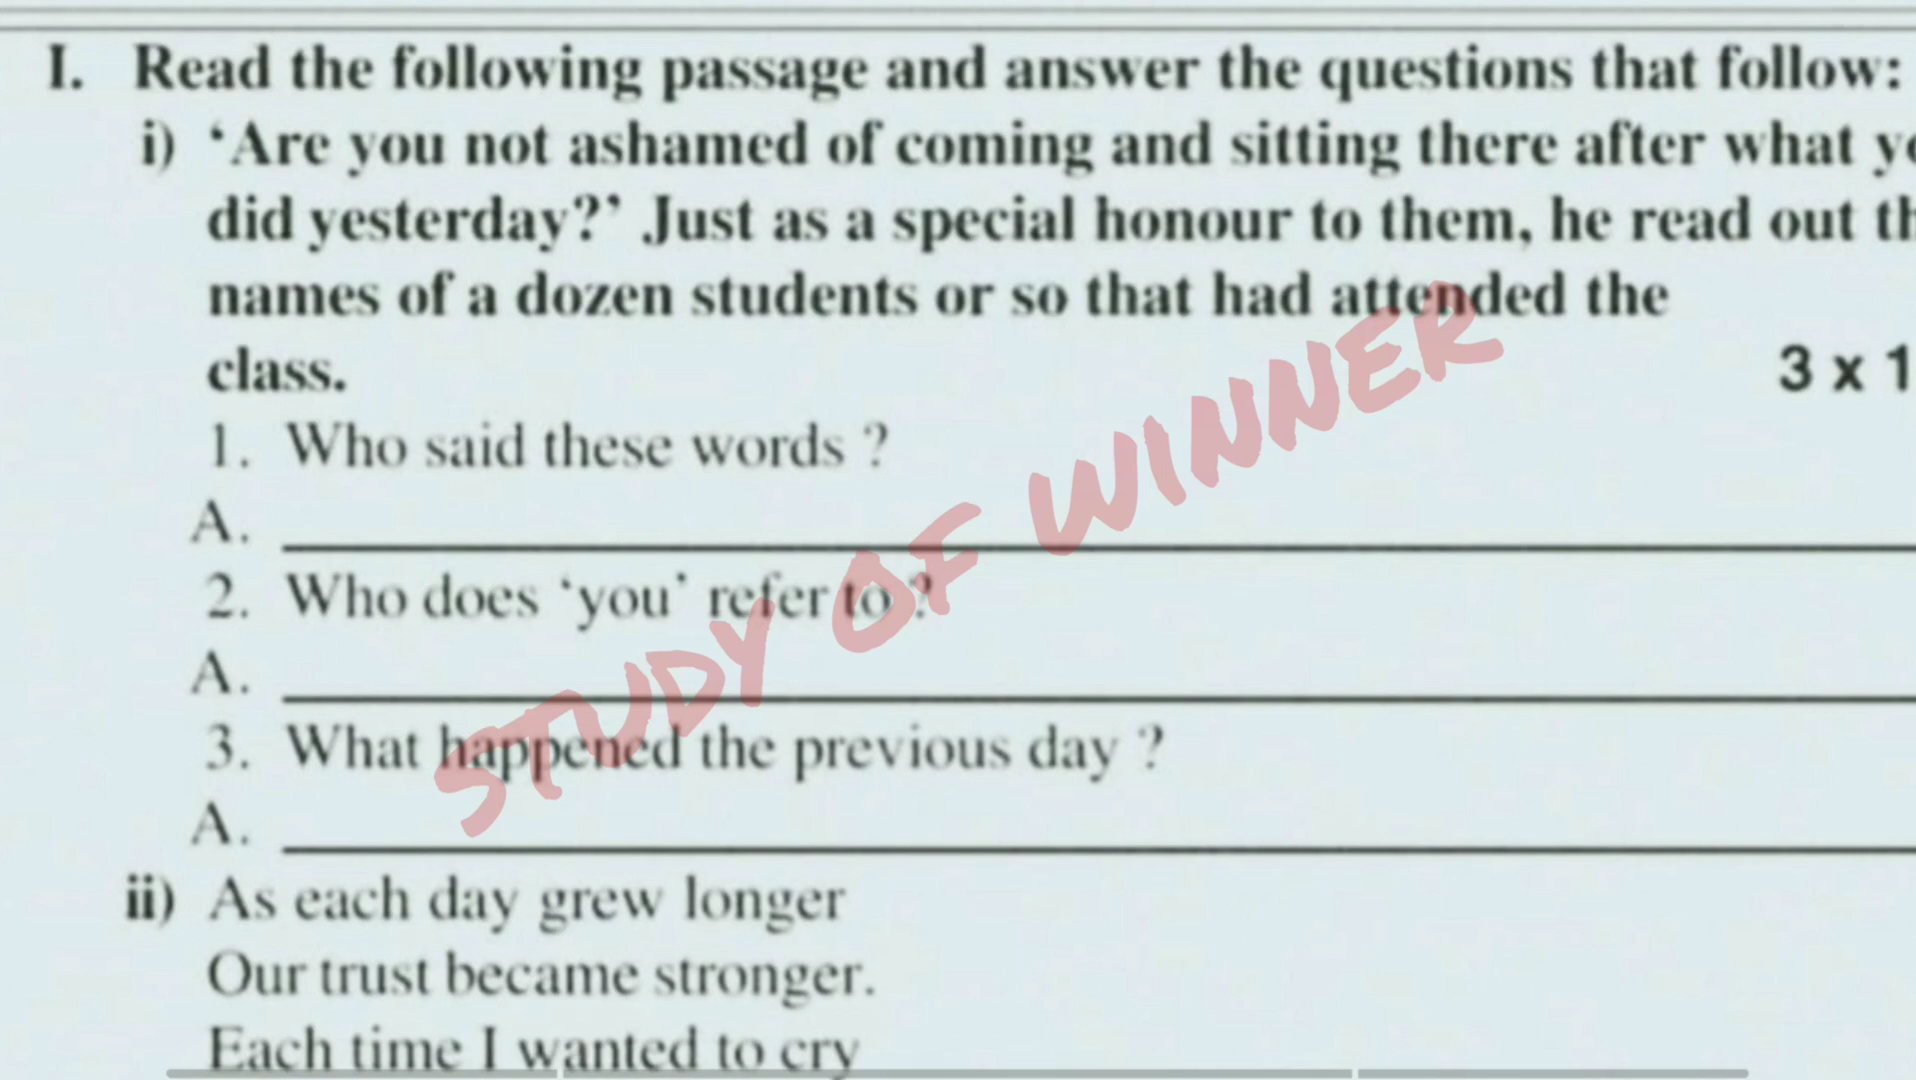 I. Read the following passage and answer the questions that follow:
i) ‘Are you not ashamed of coming and sitting there after what yo
did yesterday?’ Just as a special honour to them, he read out th
names of a dozen students or so that had attended the
class. 3 x 1
1. Who said these words ?
A.
2. Who does ‘you’ refer to ?
A.
3. What happened the previous day ?
A.
ii) As each day grew longer
Our trust became stronger.
Each time I wanted to cry
STUDY OF WINNER